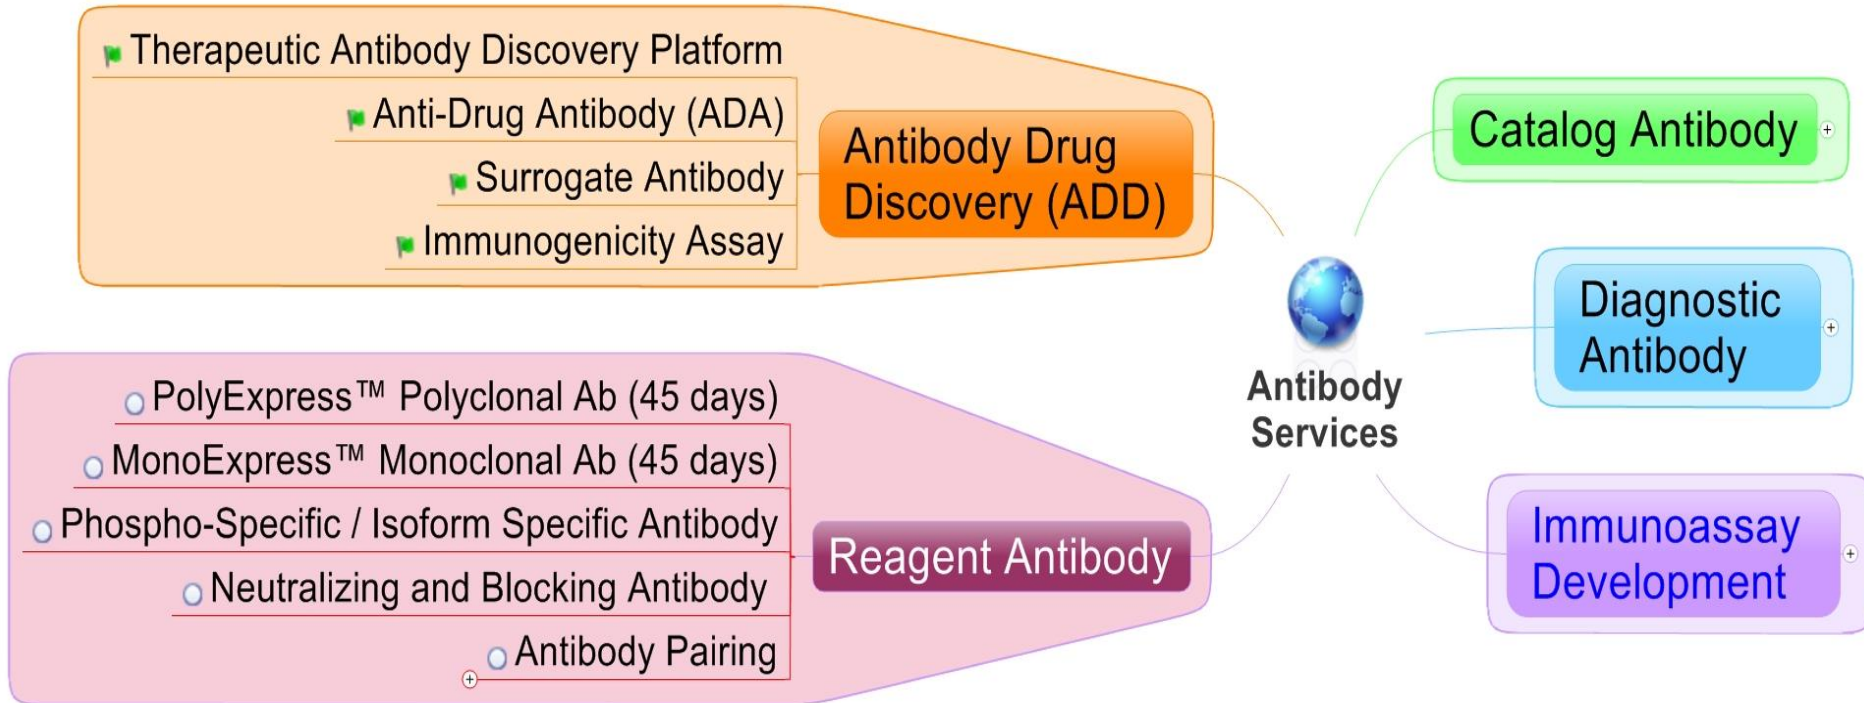 Therapeutic Antibody Discovery Platform
Anti-Drug Antibody (ADA)
Surrogate Antibody
Immunogenicity Assay
Antibody Drug
Discovery (ADD)
PolyExpress™ Polyclonal Ab (45 days)
MonoExpress™ Monoclonal Ab (45 days)
Phospho-Specific / Isoform Specific Antibody
Neutralizing and Blocking Antibody
Antibody Pairing
Reagent Antibody
Antibody
Services
Catalog Antibody
Diagnostic
Antibody
Immunoassay
Development